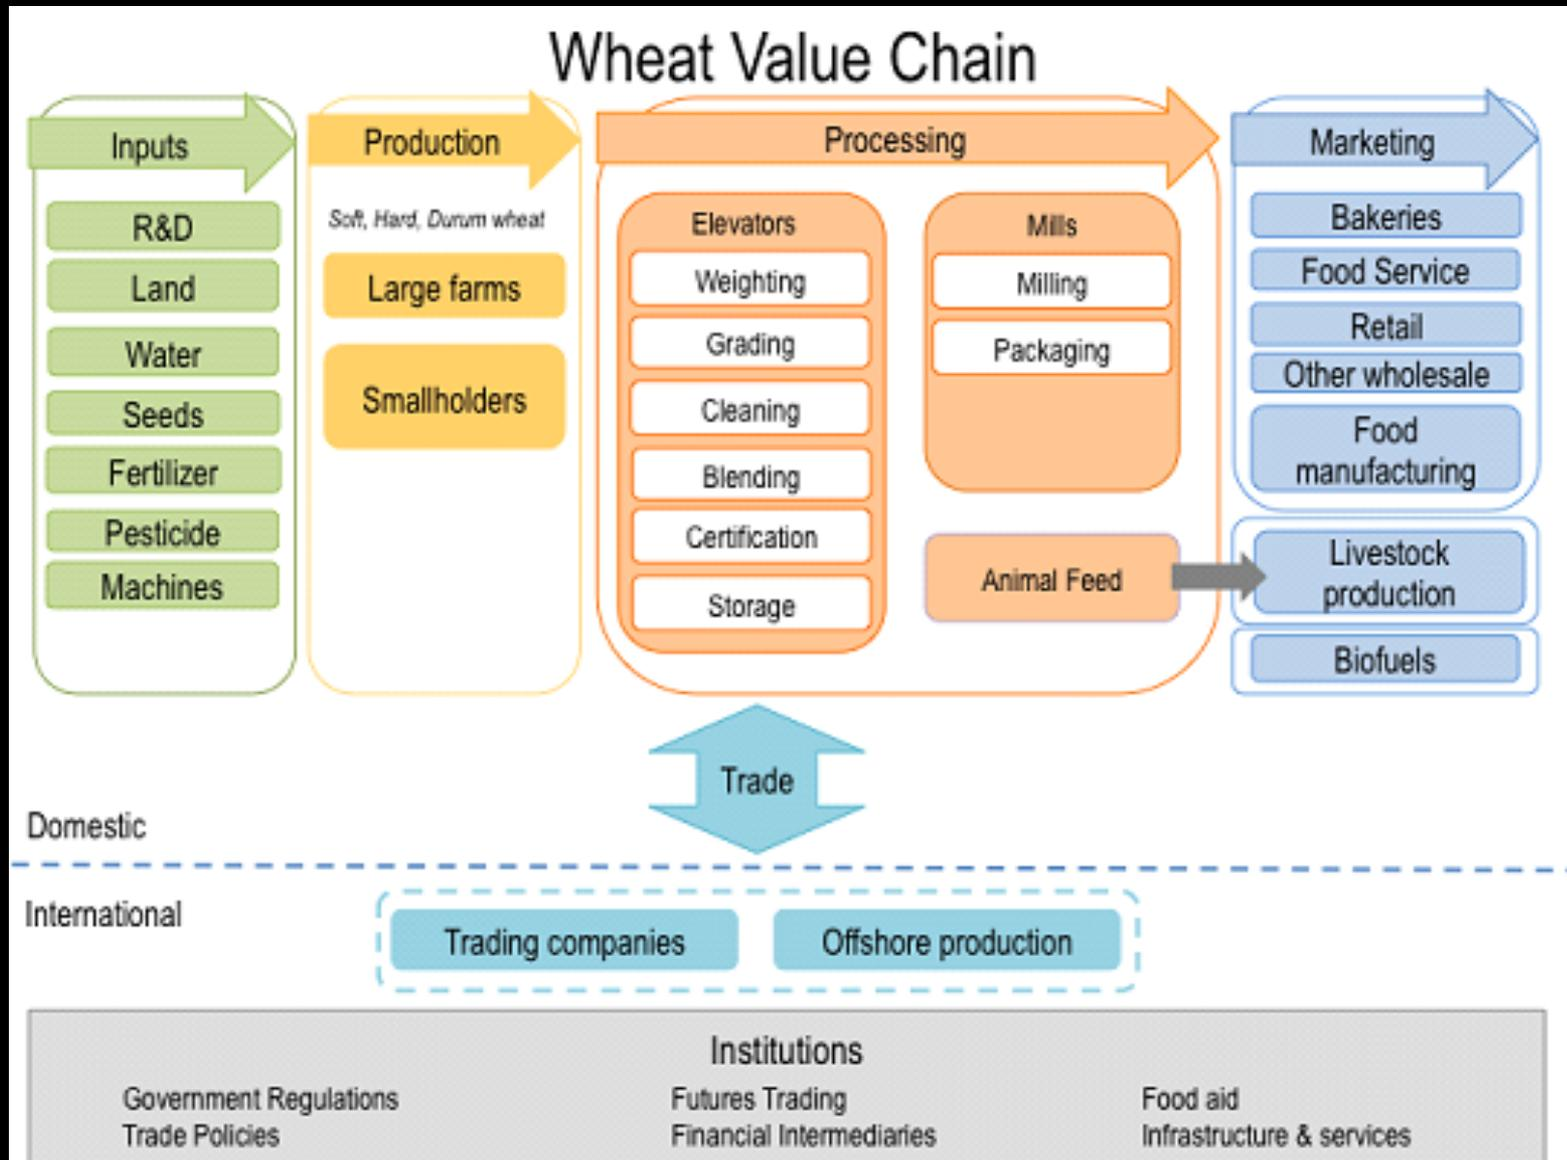 Wheat Value Chain
Inputs
R&D
Land
Water
Seeds
Fertilizer
Pesticide
Machines
Production
Soft, Hard, Durum wheat
Large farms
Smallholders
Processing
Elevators
Weighting
Grading
Cleaning
Blending
Certification
Storage
Mills
Milling
Packaging
Animal Feed
Marketing
Bakeries
Food Service
Retail
Other wholesale
Food
manufacturing
Livestock
production
Biofuels
Trade
Domestic
International
Trading companies
Offshore production
Institutions
Government Regulations
Trade Policies
Futures Trading
Financial Intermediaries
Food aid
Infrastructure & services